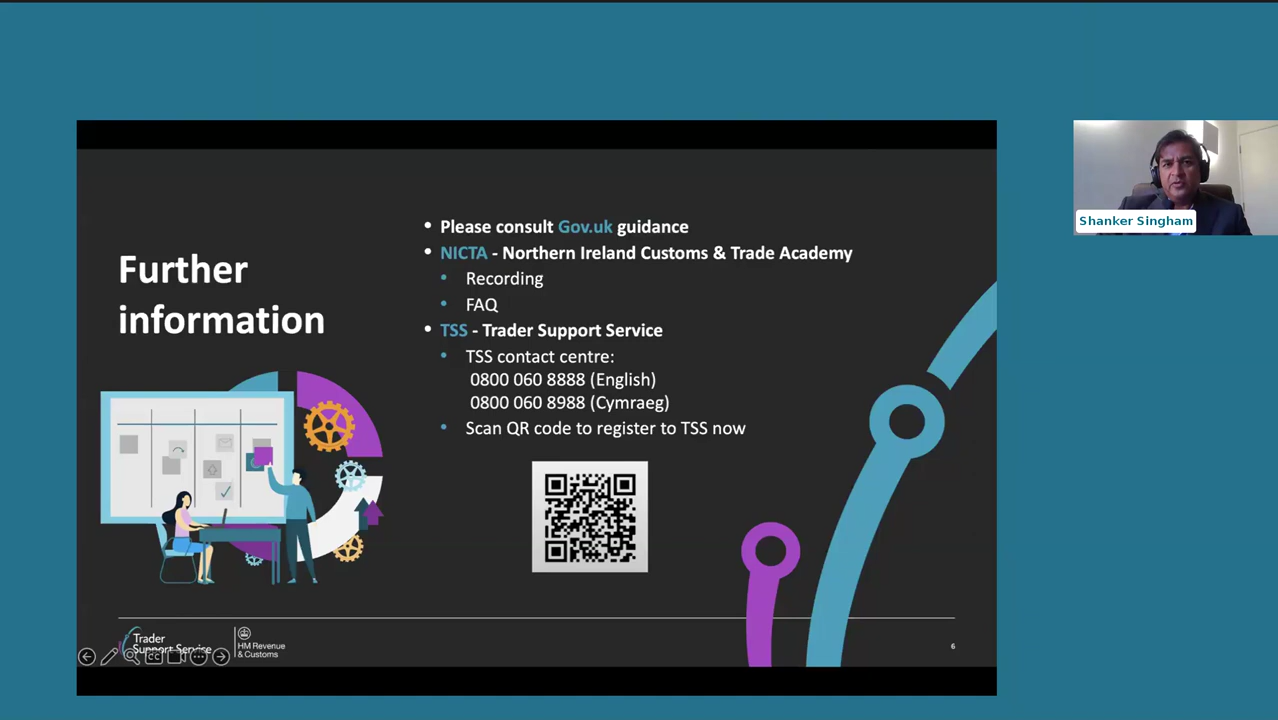 Further
information
• Please consult Gov.uk guidance
• NICTA - Northern Ireland Customs & Trade Academy
• Recording
• FAQ
• TSS - Trader Support Service
• TSS contact centre:
0800 060 8888 (English)
0800 060 8988 (Cymraeg)
• Scan QR code to register to TSS now
Shanker Singham
Trader
Support Service
HM Revenue
& Customs
6